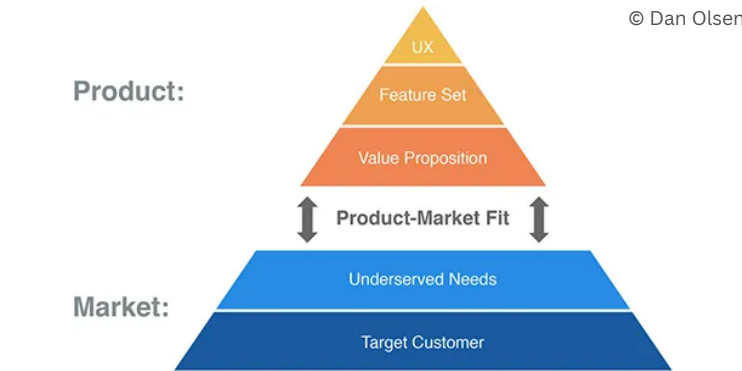 © Dan Olsen
UX
Product:
Feature Set
Value Proposition
Product-Market Fit
Underserved Needs
Market:
Target Customer